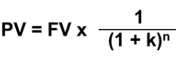 PV = FV x 1 / (1 + k)ⁿ